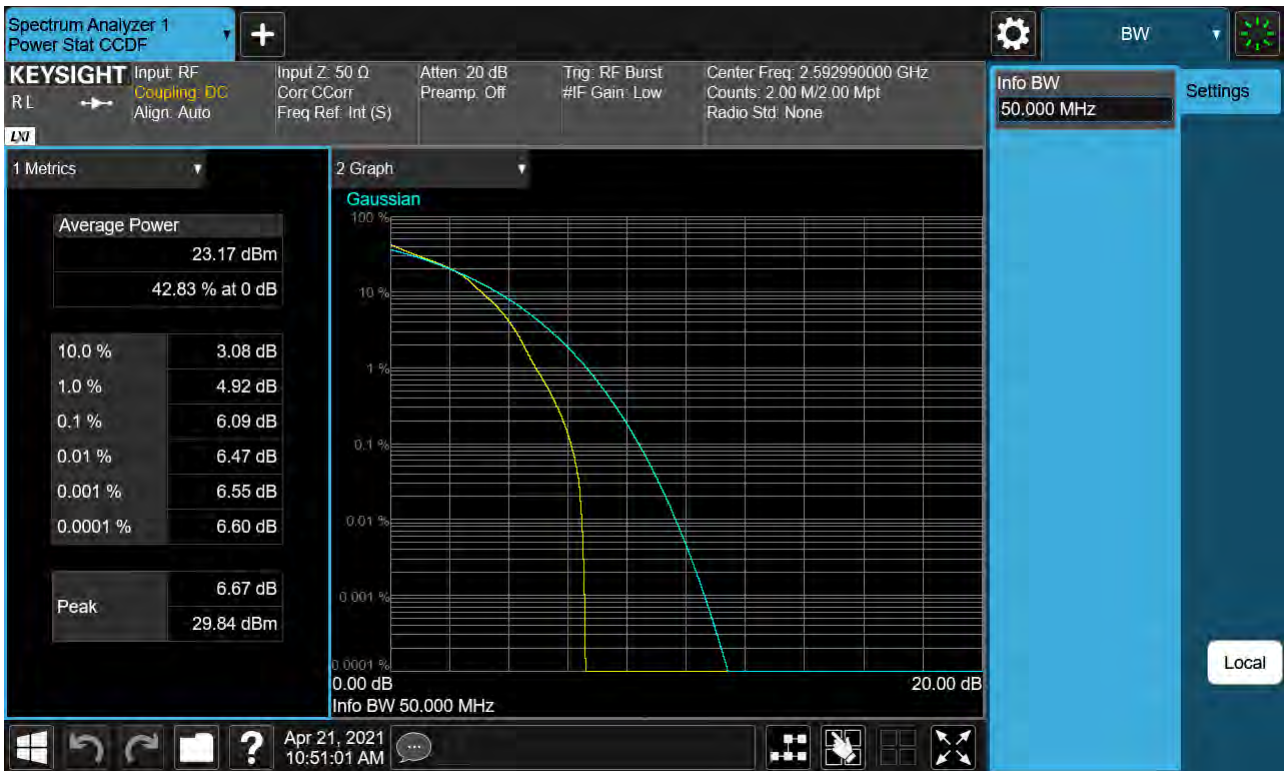 Spectrum Analyzer 1
Power Stat CCDF
BW
KEYSIGHT
RL
LXI
Input: RF
Coupling: DC
Align: Auto
Input Z: 50 Ω
Corr CCorr
Freq Ref: Int (S)
Atten: 20 dB
Preamp: Off
Trig: RF Burst
#IF Gain: Low
Center Freq: 2.592990000 GHz
Counts: 2.00 M/2.00 Mpt
Radio Std: None
Info BW
50.000 MHz
Settings
1 Metrics
Average Power
23.17 dBm
42.83 % at 0 dB
10.0 % 3.08 dB
1.0 % 4.92 dB
0.1 % 6.09 dB
0.01 % 6.47 dB
0.001 % 6.55 dB
0.0001 % 6.60 dB
Peak
6.67 dB
29.84 dBm
2 Graph
Gaussian
100 %
10 %
1 %
0.1 %
0.01 %
0.001 %
0.0001 %
0.00 dB 20.00 dB
Info BW 50.000 MHz
Local
?
Apr 21, 2021
10:51:01 AM